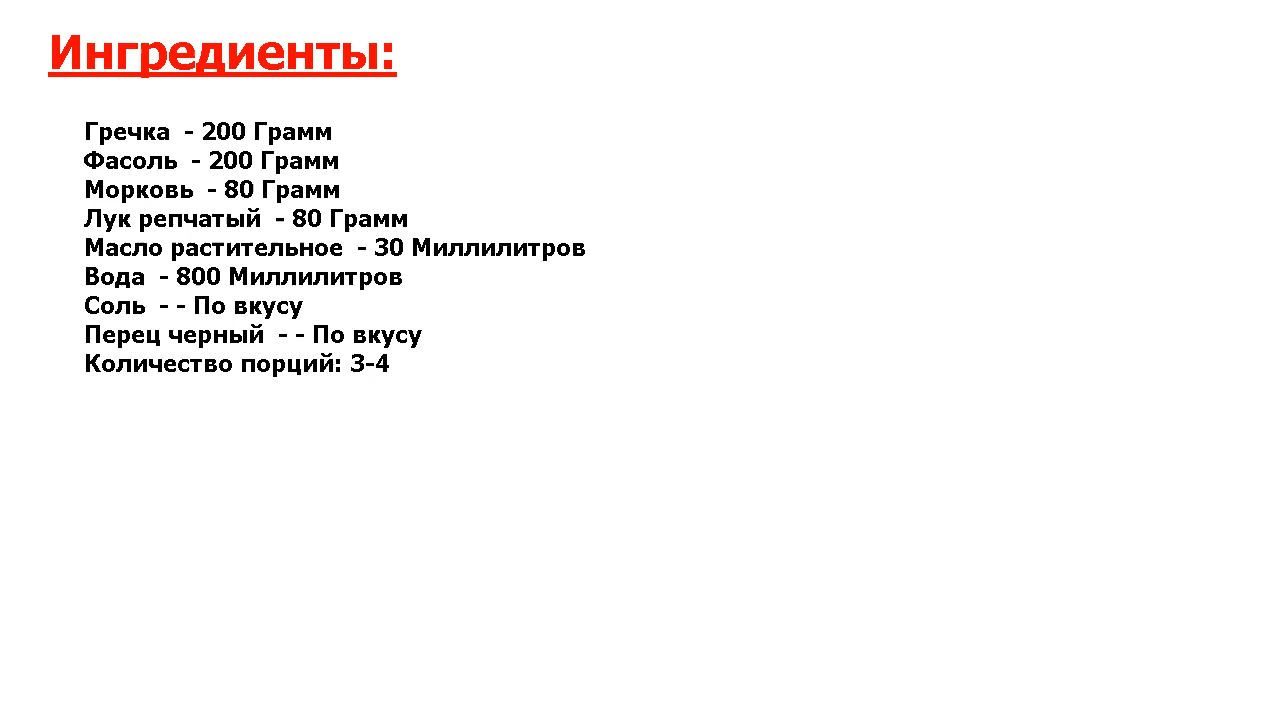 Ингредиенты:
Гречка - 200 Грамм
Фасоль - 200 Грамм
Морковь - 80 Грамм
Лук репчатый - 80 Грамм
Масло растительное - 30 Миллилитров
Вода - 800 Миллилитров
Соль - - По вкусу
Перец черный - - По вкусу
Количество порций: 3-4